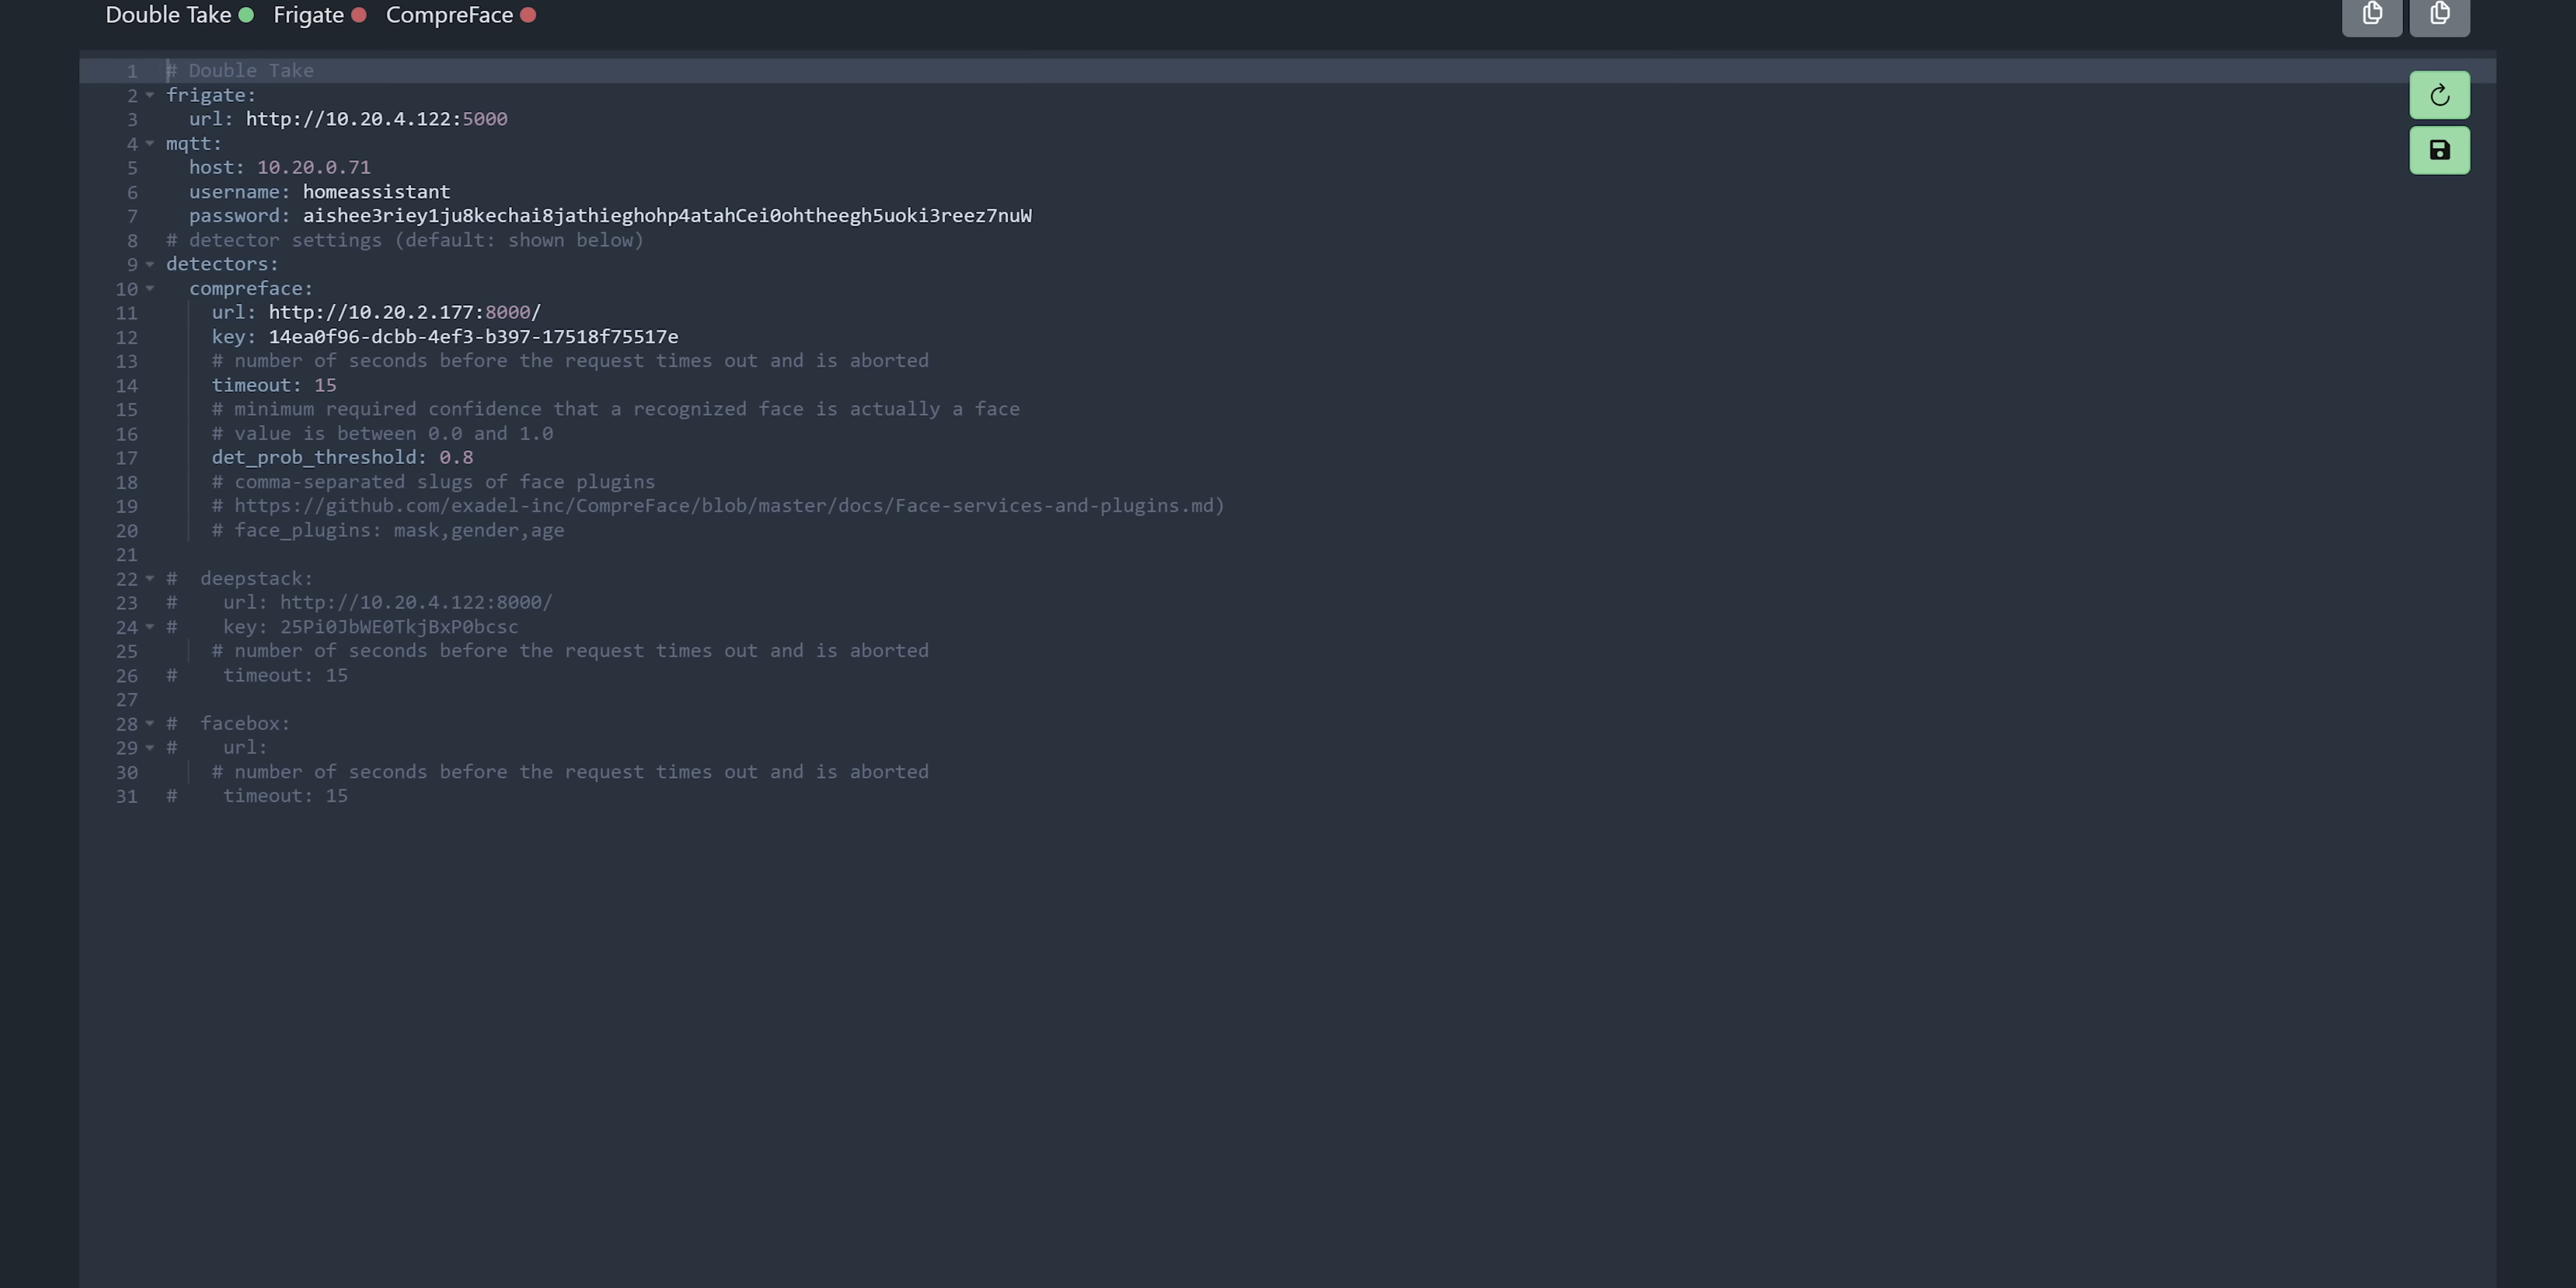 Double Take Frigate CompreFace
1 # Double Take
2 frigate:
3   url: http://10.20.4.122:5000
4 mqtt:
5   host: 10.20.0.71
6   username: homeassistant
7   password: aishee3riey1ju8kechai8jathieghohp4atahCei0ohtheegh5uoki3reez7nuW
8 # detector settings (default: shown below)
9 detectors:
10   compreface:
11     url: http://10.20.2.177:8000/
12     key: 14ea0f96-dcbb-4ef3-b397-17518f75517e
13     # number of seconds before the request times out and is aborted
14     timeout: 15
15     # minimum required confidence that a recognized face is actually a face
16     # value is between 0.0 and 1.0
17     det_prob_threshold: 0.8
18     # comma-separated slugs of face plugins
19     # https://github.com/exadel-inc/CompreFace/blob/master/docs/Face-services-and-plugins.md)
20     # face_plugins: mask,gender,age
21
22 #  deepstack:
23 #    url: http://10.20.4.122:8000/
24 #    key: 25Pi0JbWE0TkjBxP0bcsc
25     # number of seconds before the request times out and is aborted
26 #    timeout: 15
27
28 #  facebox:
29 #    url:
30     # number of seconds before the request times out and is aborted
31 #    timeout: 15